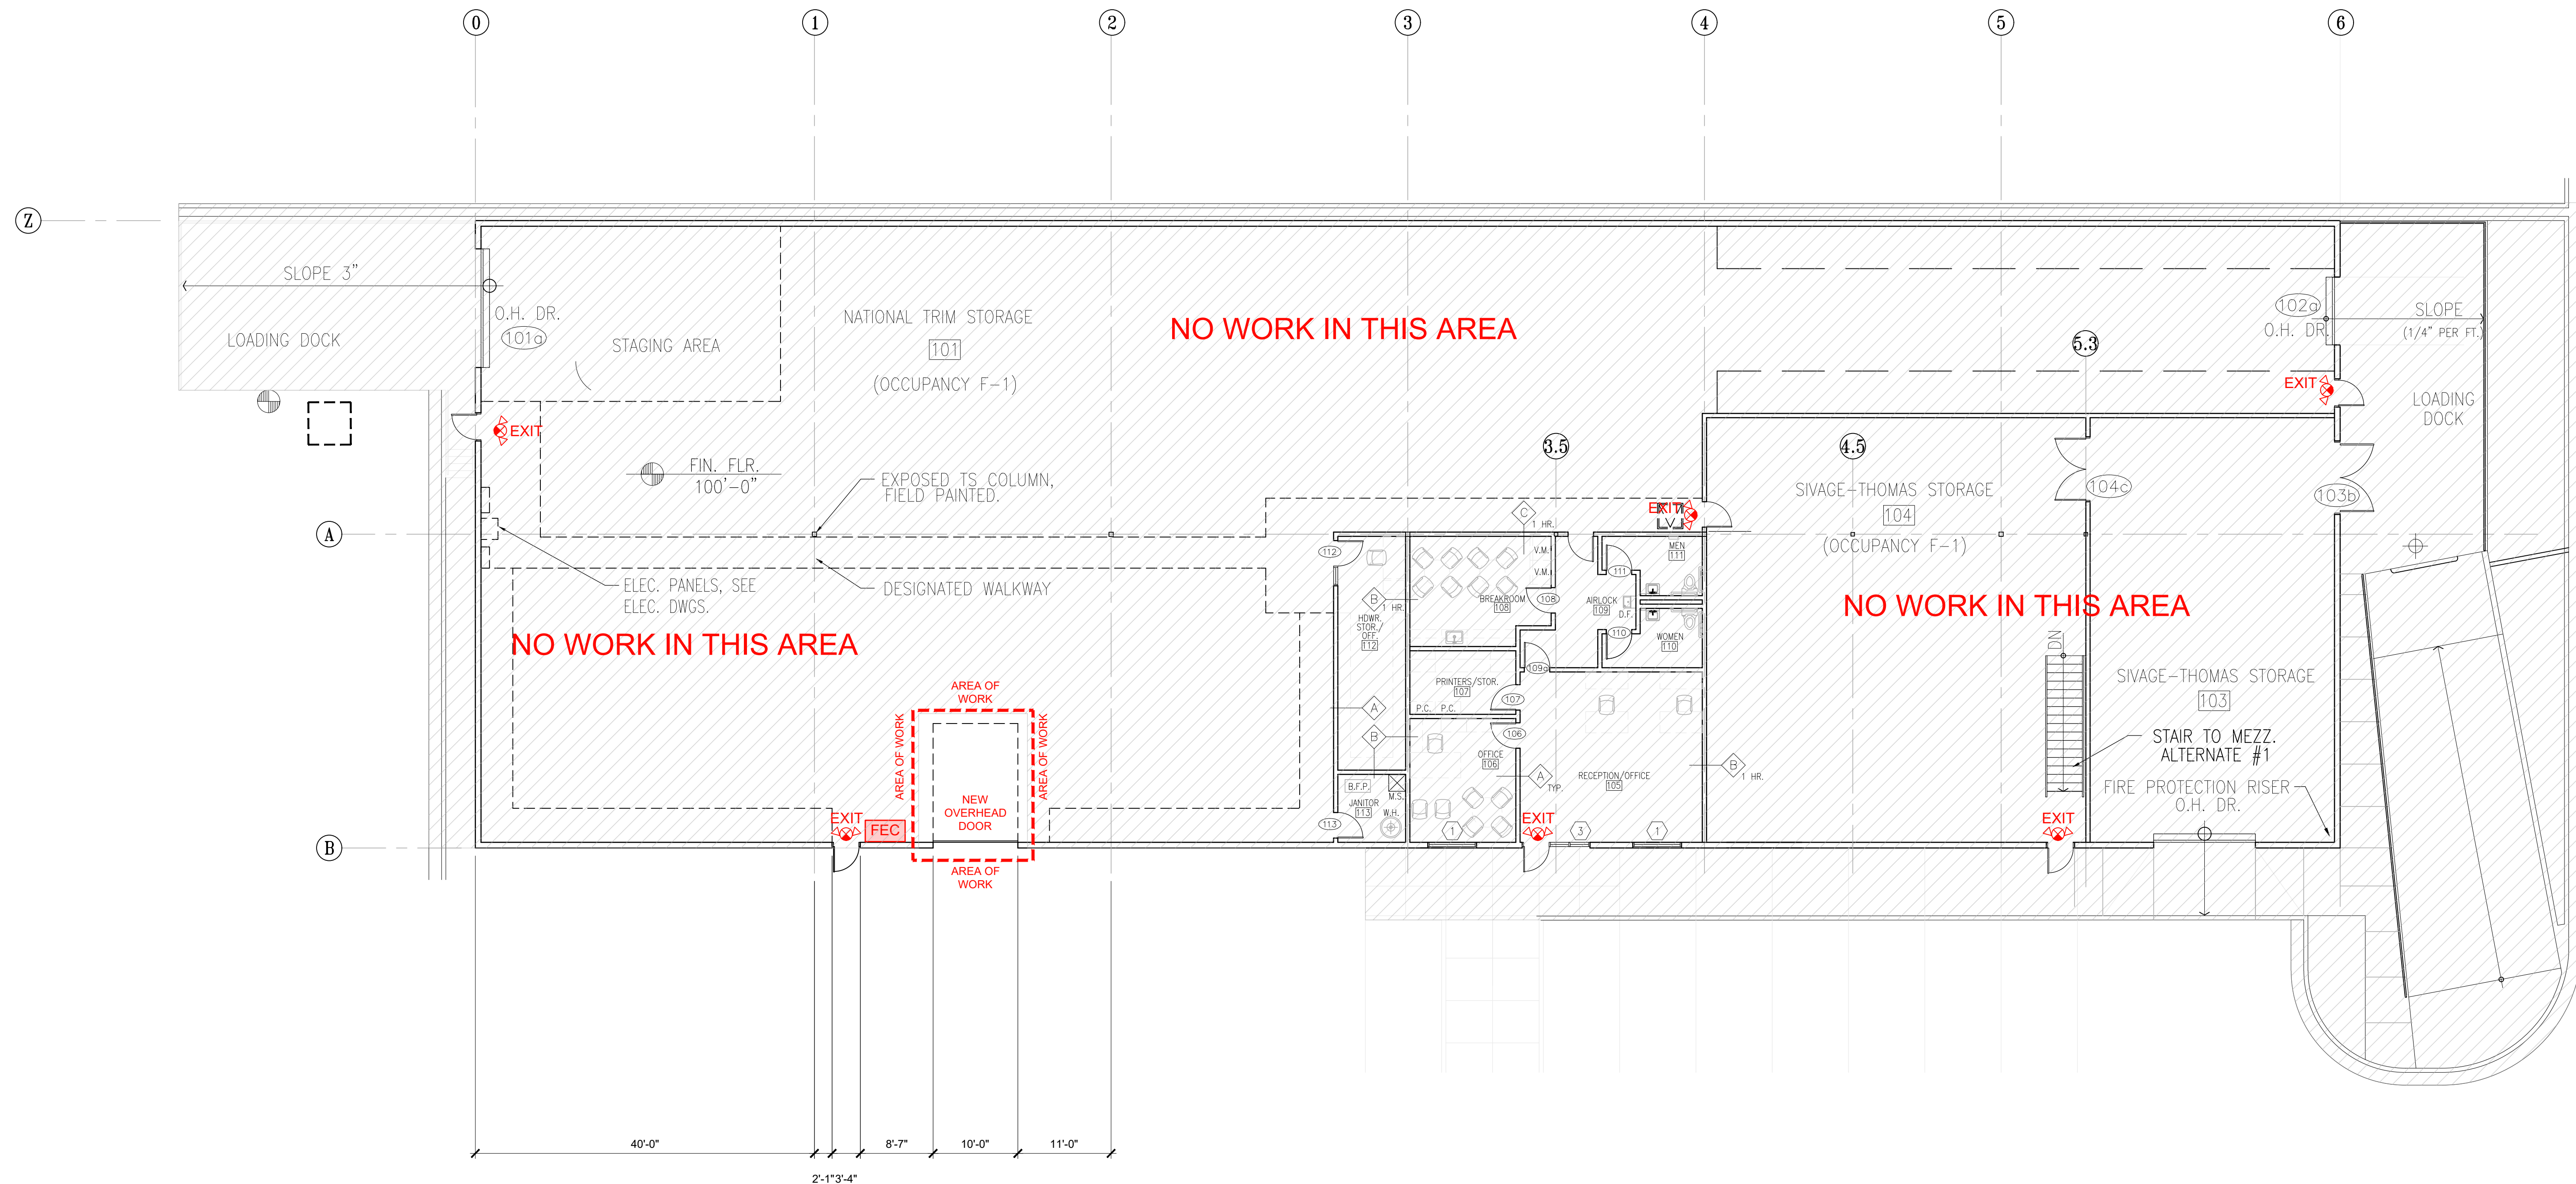 0
1
2
3
4
5
6
Z
SLOPE 3"
O.H. DR.
101a
LOADING DOCK
STAGING AREA
NATIONAL TRIM STORAGE
101
(OCCUPANCY F-1)
NO WORK IN THIS AREA
102a
O.H. DR.
SLOPE
(1/4" PER FT.)
5.3
EXIT
LOADING
DOCK
EXIT
3.5
4.5
FIN. FLR.
100'-0"
EXPOSED TS COLUMN,
FIELD PAINTED.
SIVAGE-THOMAS STORAGE
104
(OCCUPANCY F-1)
104c
103b
EXIT
C
1 HR.
A
112
V.M.
V.M.
MEN
111
111
ELEC. PANELS, SEE
ELEC. DWGS.
DESIGNATED WALKWAY
B
1 HR.
BREAKROOM
108
108
AIRLOCK
109
D.F.
HDWR.
STOR./
OFF.
112
110
WOMEN
110
NO WORK IN THIS AREA
NO WORK IN THIS AREA
DN
109a
PRINTERS/STOR.
107
107
P.C.
P.C.
A
B
106
OFFICE
106
A
TYP.
RECEPTION/OFFICE
105
B
1 HR.
SIVAGE-THOMAS STORAGE
103
STAIR TO MEZZ.
ALTERNATE #1
FIRE PROTECTION RISER
O.H. DR.
AREA OF
WORK
AREA OF WORK
AREA OF WORK
NEW
OVERHEAD
DOOR
B.F.P.
M.S.
JANITOR
113
W.H.
113
EXIT
FEC
1
EXIT
3
1
EXIT
B
AREA OF
WORK
40'-0"
8'-7"
10'-0"
11'-0"
2'-1"
3'-4"